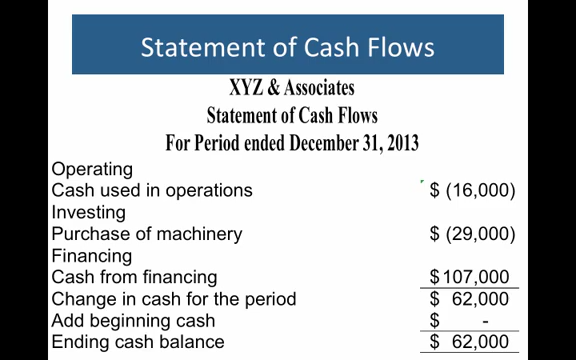 Statement of Cash Flows
XYZ & Associates
Statement of Cash Flows
For Period ended December 31, 2013
Operating
Cash used in operations $ (16,000)
Investing
Purchase of machinery $ (29,000)
Financing
Cash from financing $107,000
Change in cash for the period $ 62,000
Add beginning cash $ -
Ending cash balance $ 62,000